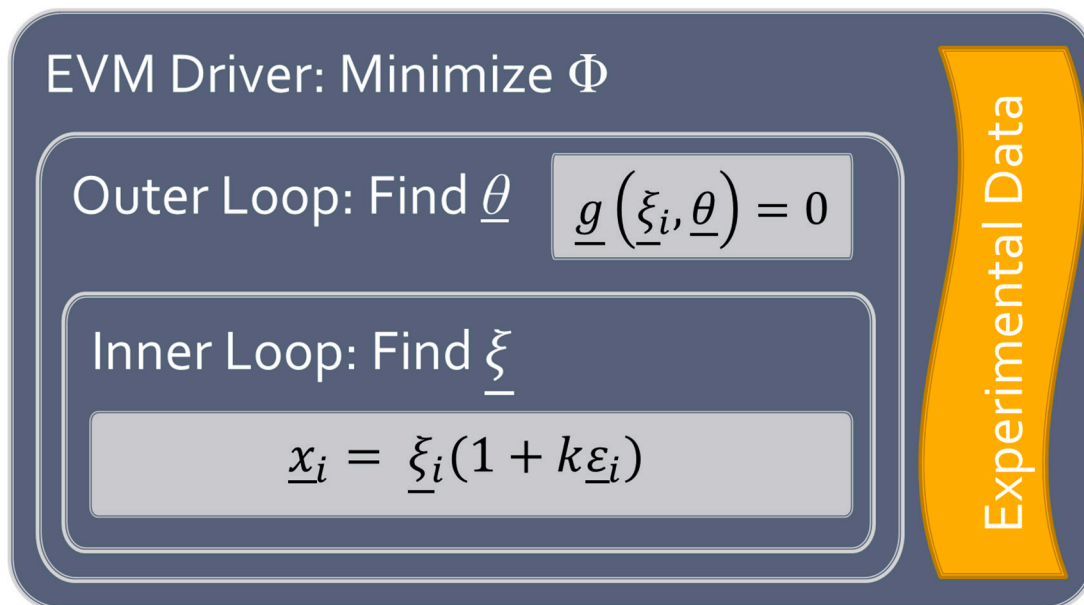 EVM Driver: Minimize Φ
Outer Loop: Find θ
g(ξi, θ) = 0
Inner Loop: Find ξ
xi = ξi(1 + kεi)
Experimental Data